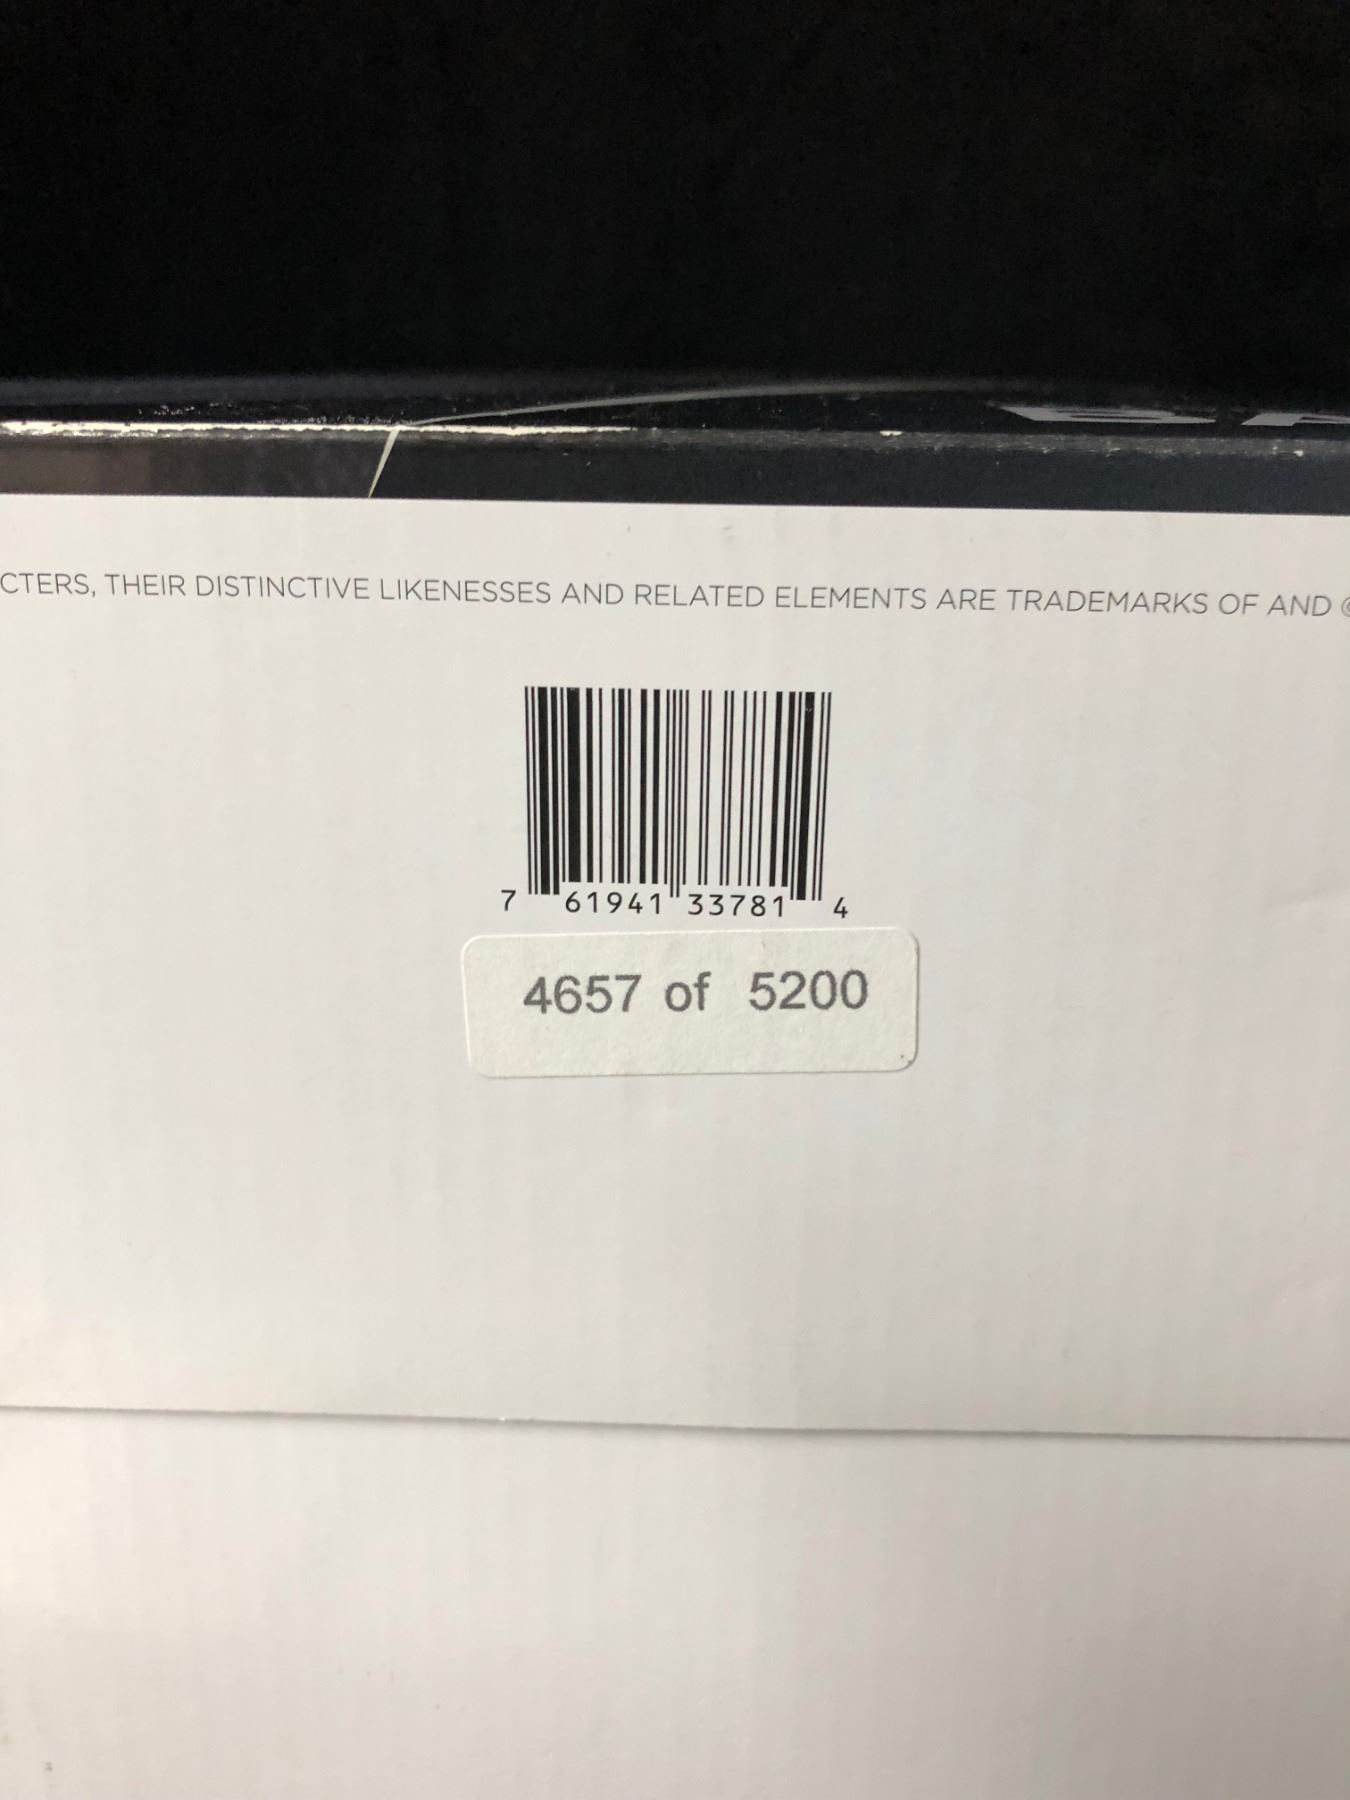 CTERS, THEIR DISTINCTIVE LIKENESSES AND RELATED ELEMENTS ARE TRADEMARKS OF AND ©
7 61941 33781 4
4657 of 5200